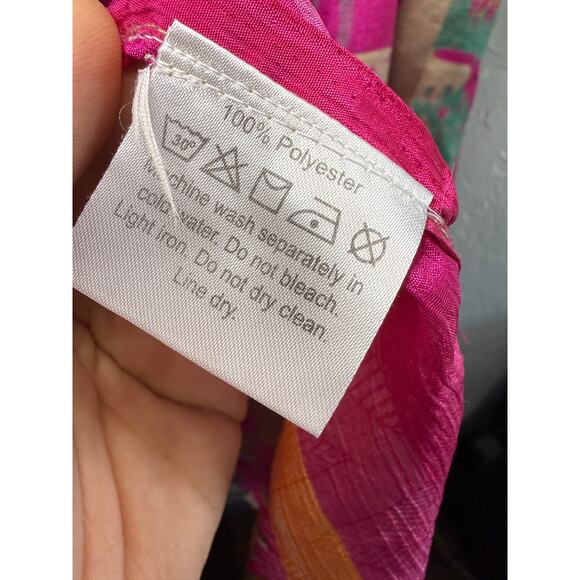 100% Polyester
30°
Machine wash separately in
cold water. Do not bleach.
Light iron. Do not dry clean.
Line dry.